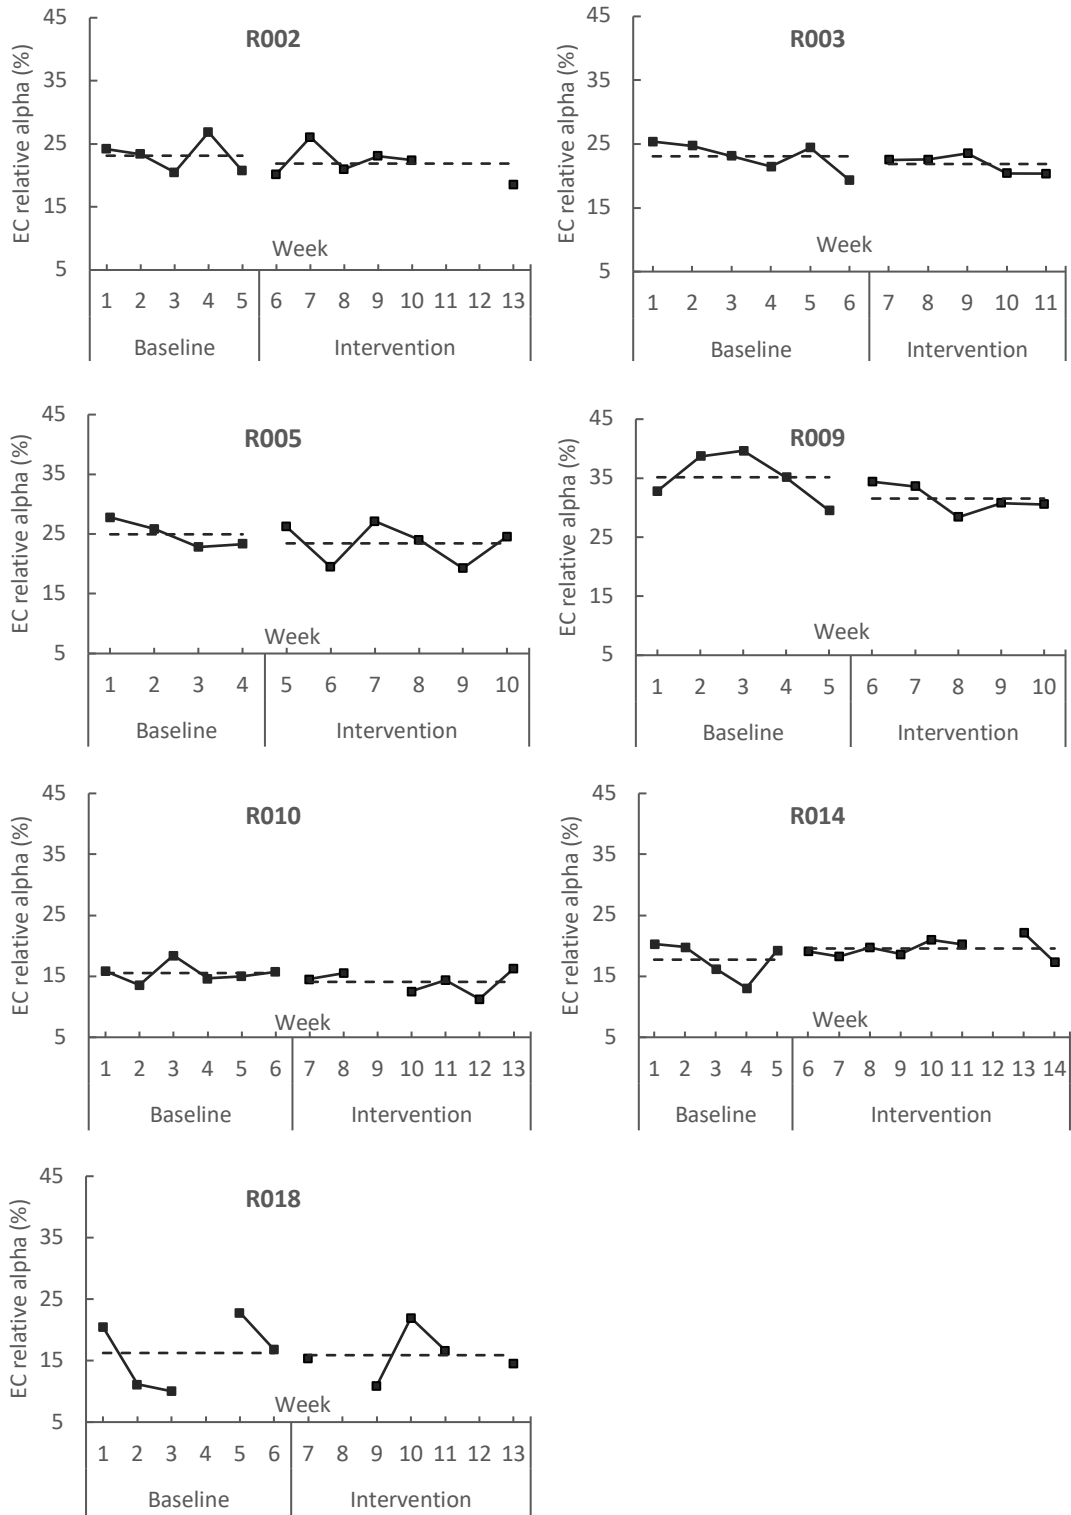 R002
EC relative alpha (%)
45
35
25
15
5
Week
1 2 3 4 5 6 7 8 9 10 11 12 13
Baseline Intervention
R003
EC relative alpha (%)
45
35
25
15
5
Week
1 2 3 4 5 6 7 8 9 10 11
Baseline Intervention
R005
EC relative alpha (%)
45
35
25
15
5
Week
1 2 3 4 5 6 7 8 9 10
Baseline Intervention
R009
EC relative alpha (%)
45
35
25
15
5
Week
1 2 3 4 5 6 7 8 9 10
Baseline Intervention
R010
EC relative alpha (%)
45
35
25
15
5
Week
1 2 3 4 5 6 7 8 9 10 11 12 13
Baseline Intervention
R014
EC relative alpha (%)
45
35
25
15
5
Week
1 2 3 4 5 6 7 8 9 10 11 12 13 14
Baseline Intervention
R018
EC relative alpha (%)
45
35
25
15
5
Week
1 2 3 4 5 6 7 8 9 10 11 12 13
Baseline Intervention